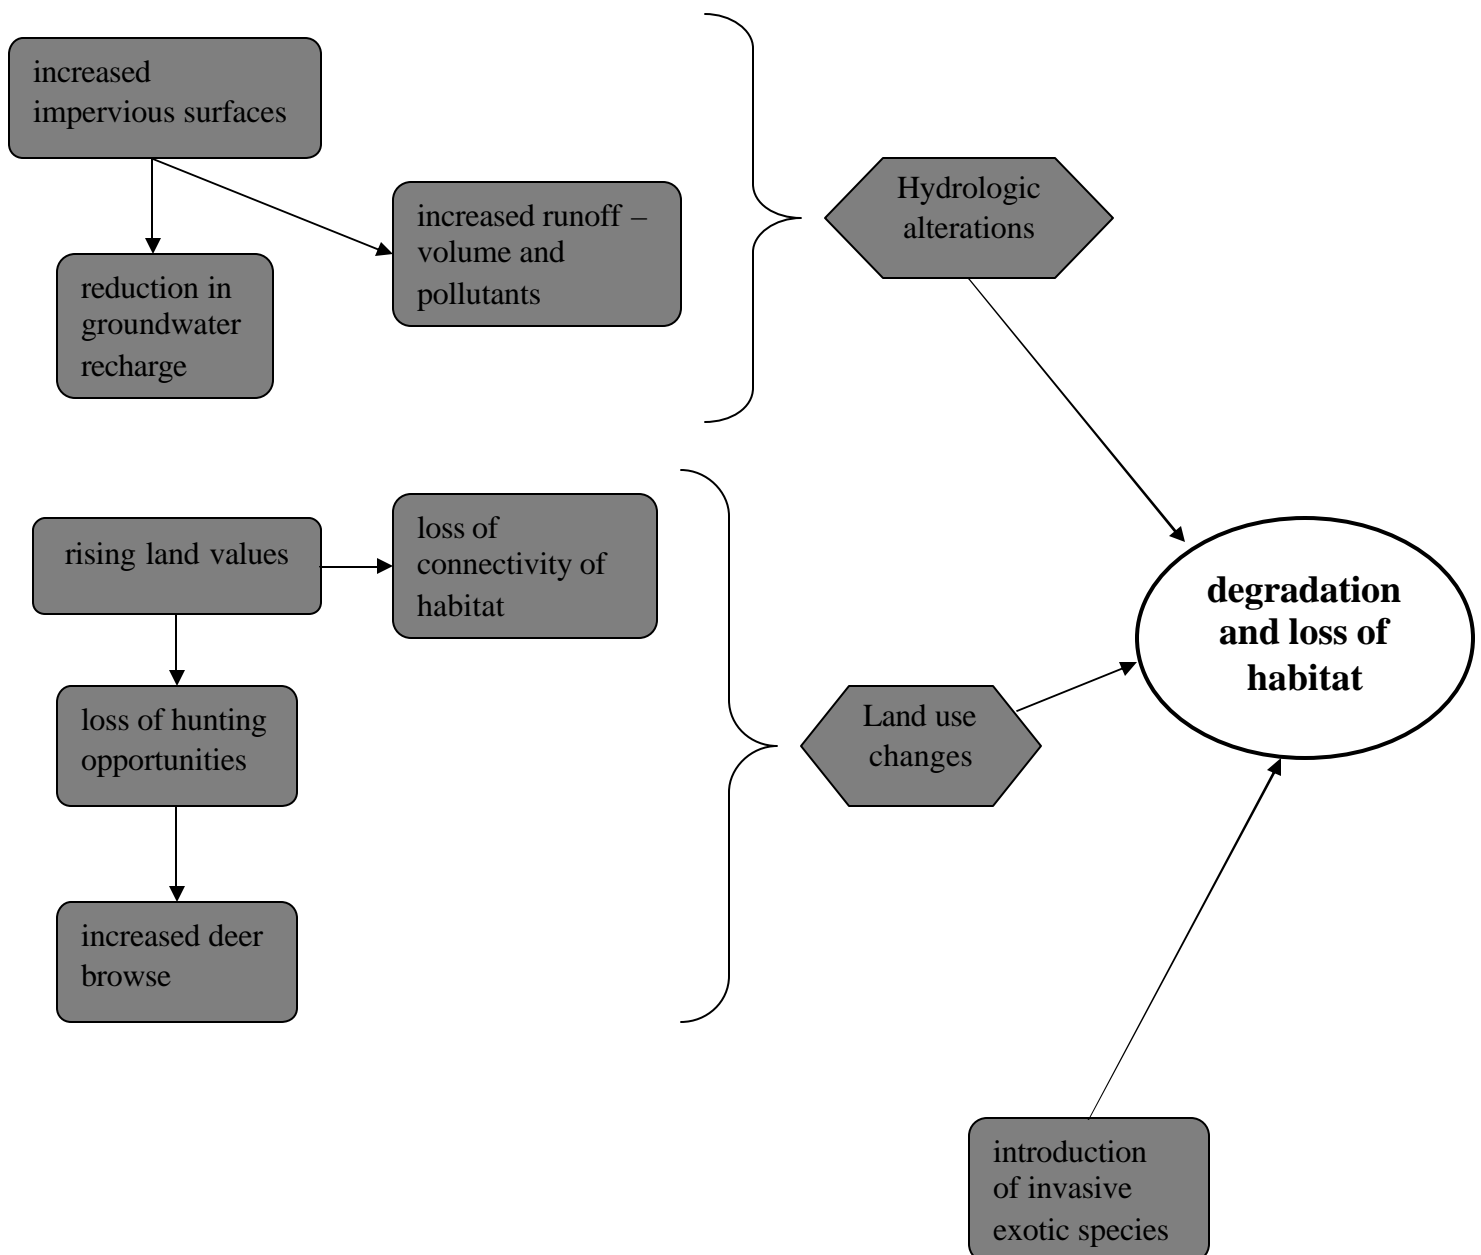 increased
impervious surfaces
increased runoff –
volume and
pollutants
reduction in
groundwater
recharge
Hydrologic
alterations
rising land values
loss of
connectivity of
habitat
loss of hunting
opportunities
increased deer
browse
Land use
changes
degradation
and loss of
habitat
introduction
of invasive
exotic species